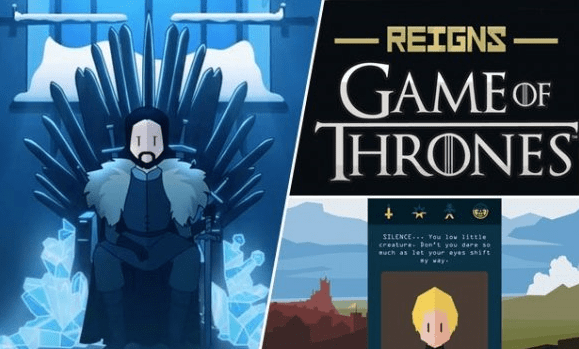 REIGNS
GAME OF
THRONES
SILENCE... You low little
creature. Don't you dare so
much as let your eyes shift
my way.